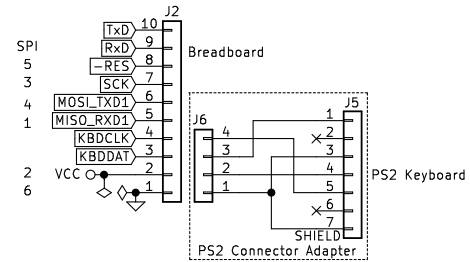 J2
TxD 10
RxD 9
Breadboard
SPI
5 -RES 8
3 SCK 7
4 MOSI_TXD1 6
1 MISO_RXD1 5
KBDCLK 4
KBDDAT 3
2 VCC 2
6 1
J6
4
3
2
1
J5
1
2
3
4
5
6
7
PS2 Keyboard
SHIELD
PS2 Connector Adapter